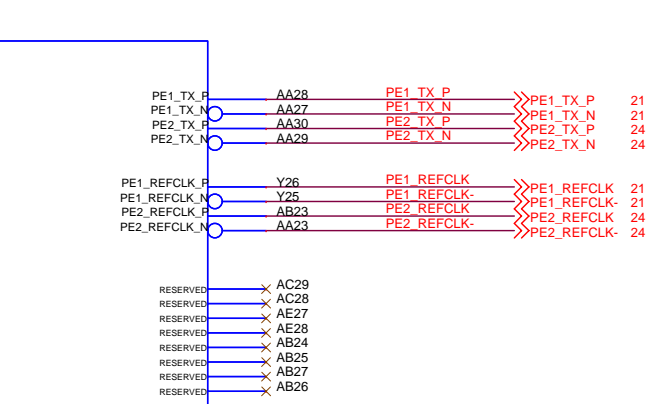 PE1_TX_P AA28 PE1_TX_P PE1_TX_P 21
PE1_TX_N AA27 PE1_TX_N PE1_TX_N 21
PE2_TX_P AA30 PE2_TX_P PE2_TX_P 24
PE2_TX_N AA29 PE2_TX_N PE2_TX_N 24
PE1_REFCLK_P Y26 PE1_REFCLK PE1_REFCLK 21
PE1_REFCLK_N Y25 PE1_REFCLK- PE1_REFCLK- 21
PE2_REFCLK_P AB23 PE2_REFCLK PE2_REFCLK 24
PE2_REFCLK_N AA23 PE2_REFCLK- PE2_REFCLK- 24
RESERVED AC29
RESERVED AC28
RESERVED AE27
RESERVED AE28
RESERVED AB24
RESERVED AB25
RESERVED AB27
RESERVED AB26